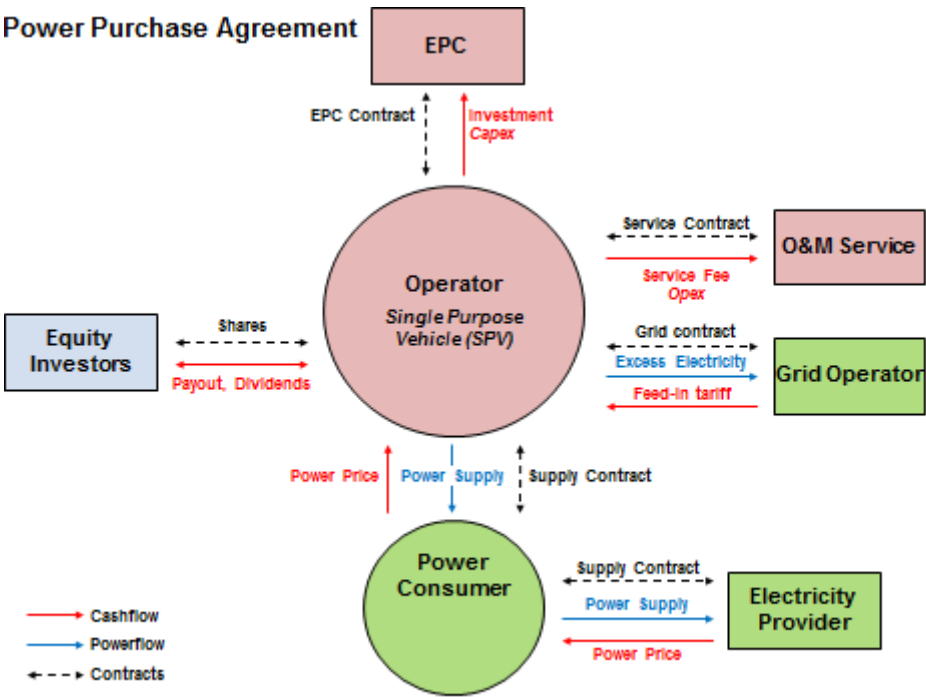 Power Purchase Agreement
EPC
EPC Contract
Investment
Capex
Operator
Single Purpose
Vehicle (SPV)
Service Contract
Service Fee
Opex
O&M Service
Equity
Investors
Shares
Payout, Dividends
Grid contract
Excess Electricity
Feed-in tariff
Grid Operator
Power Price
Power Supply
Supply Contract
Power
Consumer
Supply Contract
Power Supply
Power Price
Electricity
Provider
Cashflow
Powerflow
Contracts